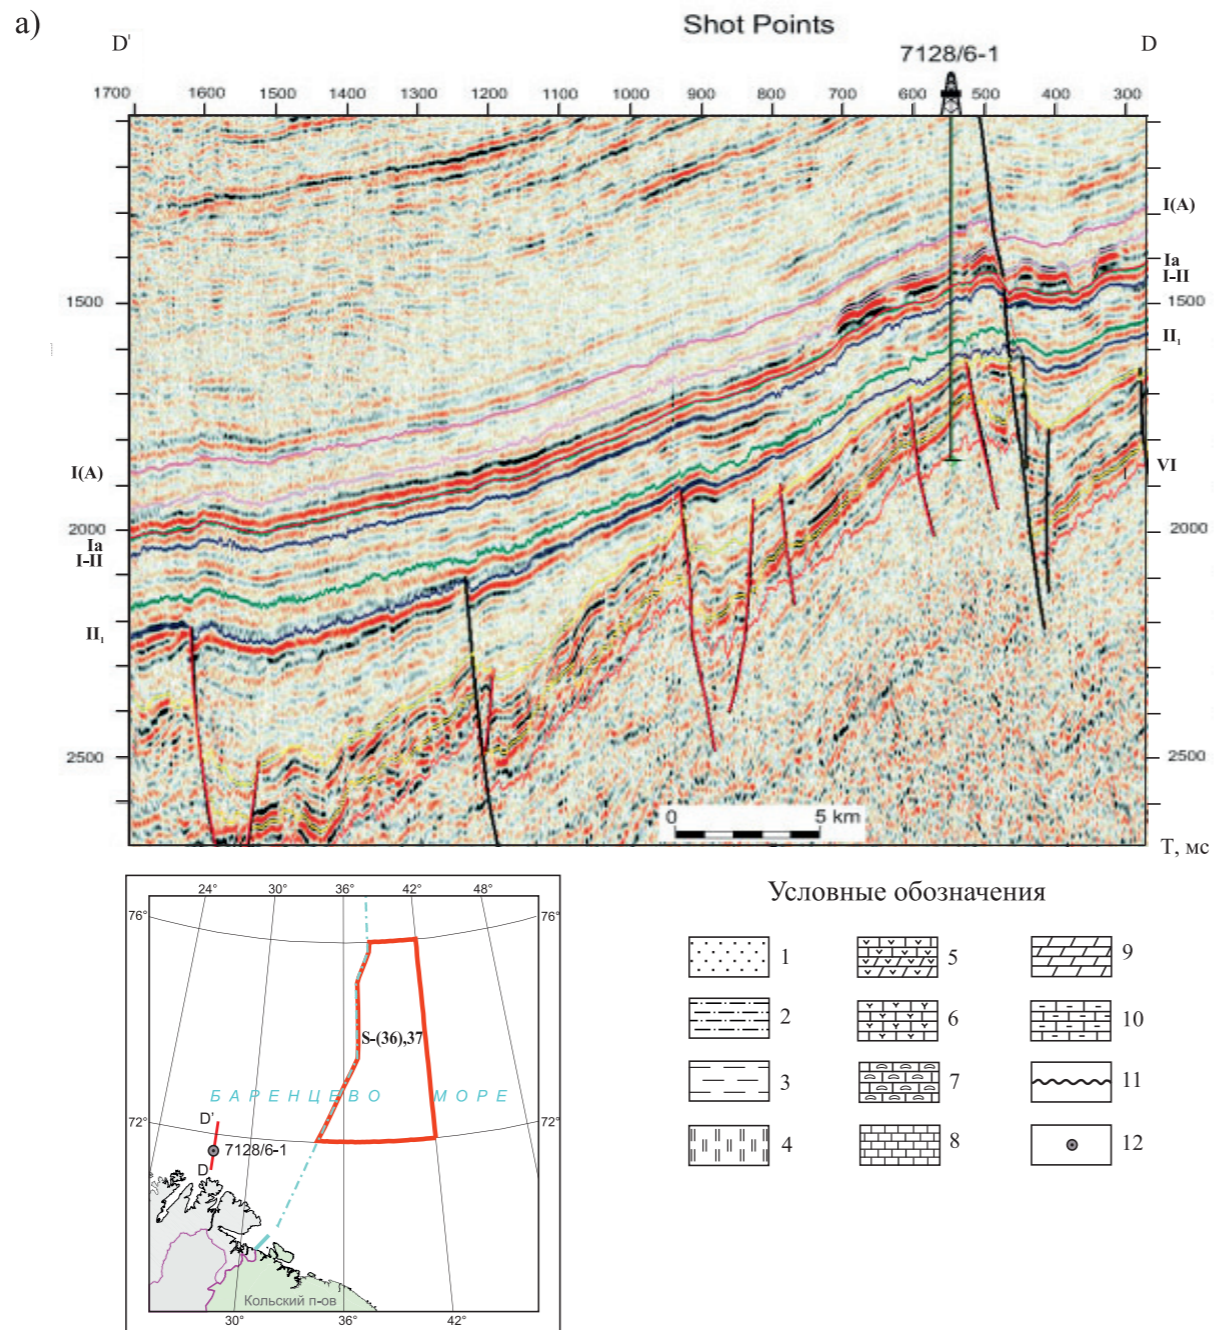 а)
Shot Points
D' D
7128/6-1
1700 1600 1500 1400 1300 1200 1100 1000 900 800 700 600 500 400 300
I(A)
Ia
I-II
1500 1500
II₁
I(A) VI
2000 2000
Ia
I-II
II₁
2500 2500
0 5 km
T, мс
24° 30° 36° 42° 48°
76° 76°
S-(36),37
БАРЕНЦЕВО МОРЕ
72° 72°
D'
7128/6-1
D
Кольский п-ов
30° 36° 42°
Условные обозначения
1 5 9
2 6 10
3 7 11
4 8 12